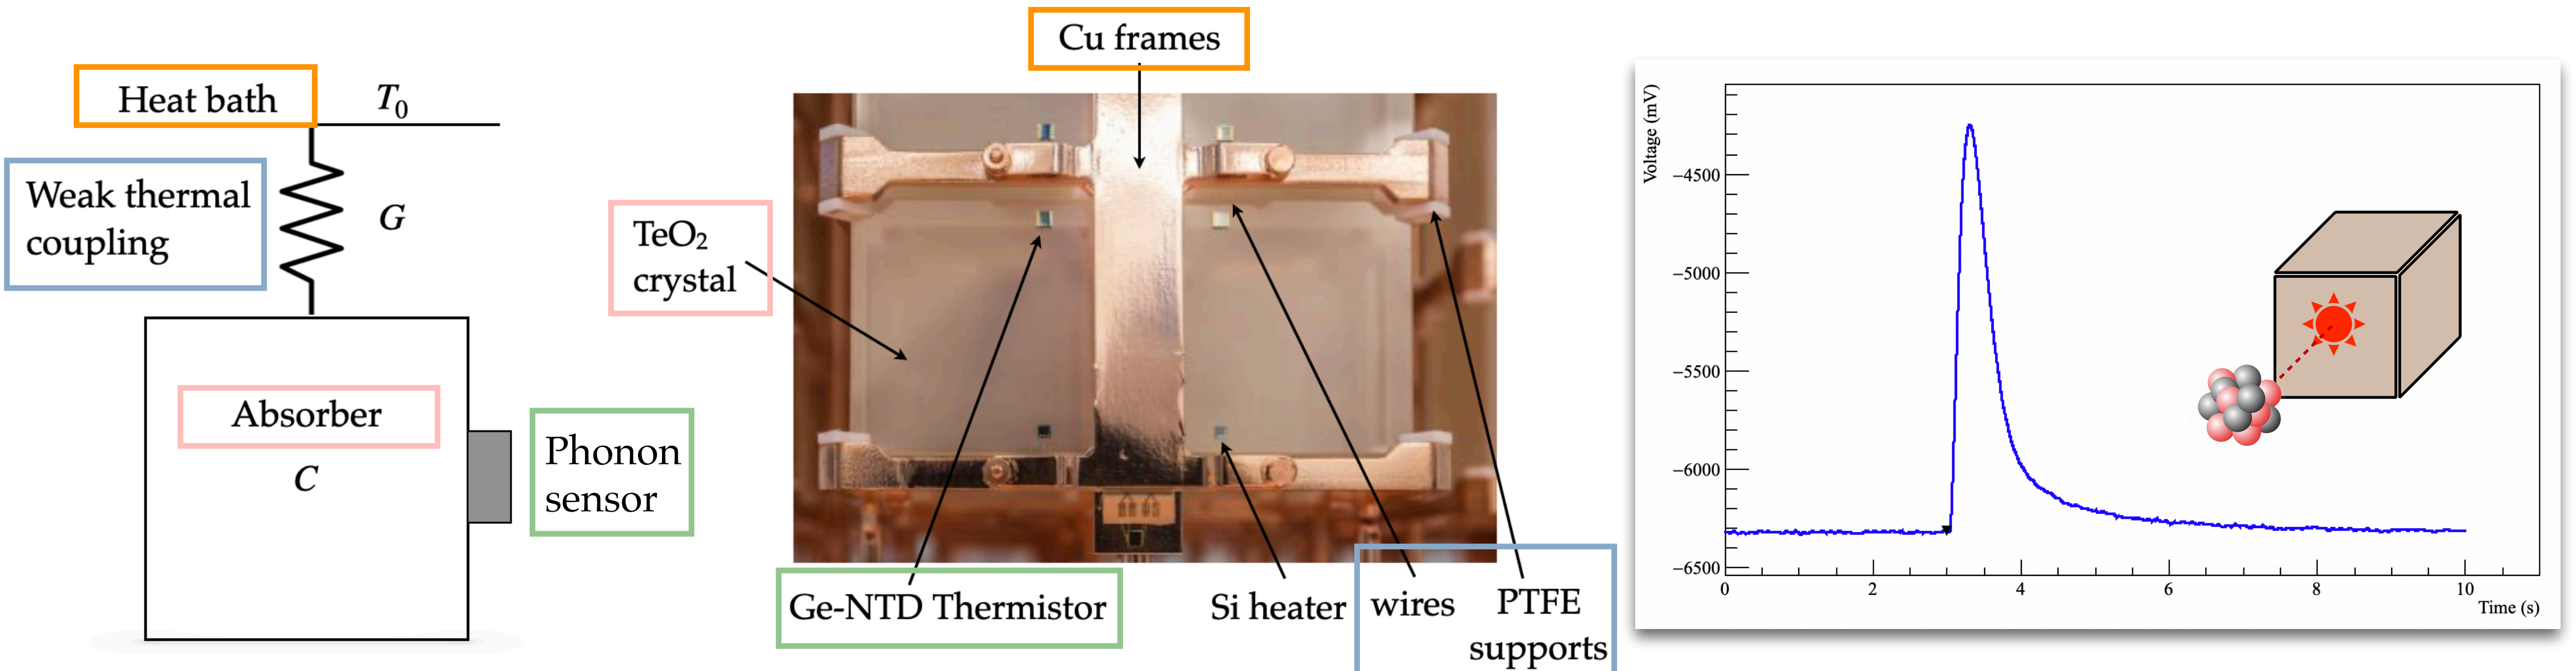 Heat bath
T₀
Weak thermal
coupling
G
Absorber
C
Phonon
sensor
Cu frames
TeO₂
crystal
Ge-NTD Thermistor
Si heater
wires
PTFE
supports
Voltage (mV)
−4500
−5000
−5500
−6000
−6500
0 2 4 6 8 10
Time (s)